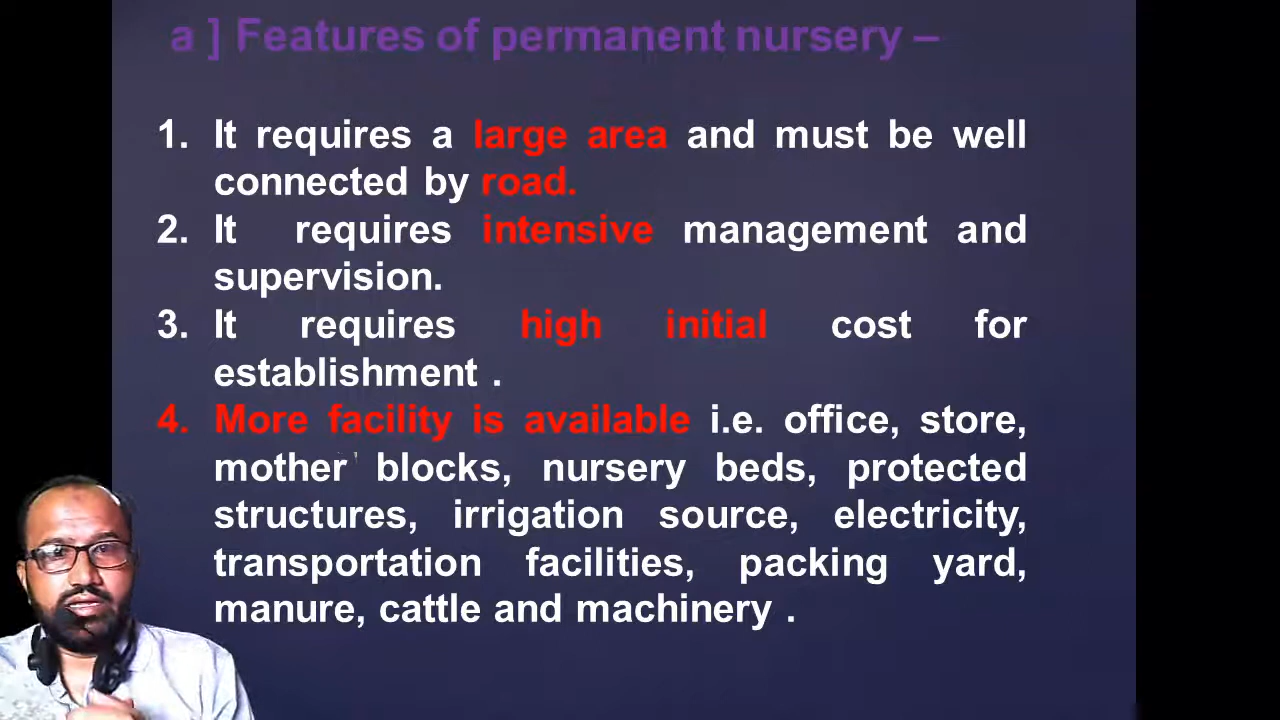 a ] Features of permanent nursery –
1. It requires a large area and must be well
connected by road.
2. It requires intensive management and
supervision.
3. It requires high initial cost for
establishment .
4. More facility is available i.e. office, store,
mother blocks, nursery beds, protected
structures, irrigation source, electricity,
transportation facilities, packing yard,
manure, cattle and machinery .